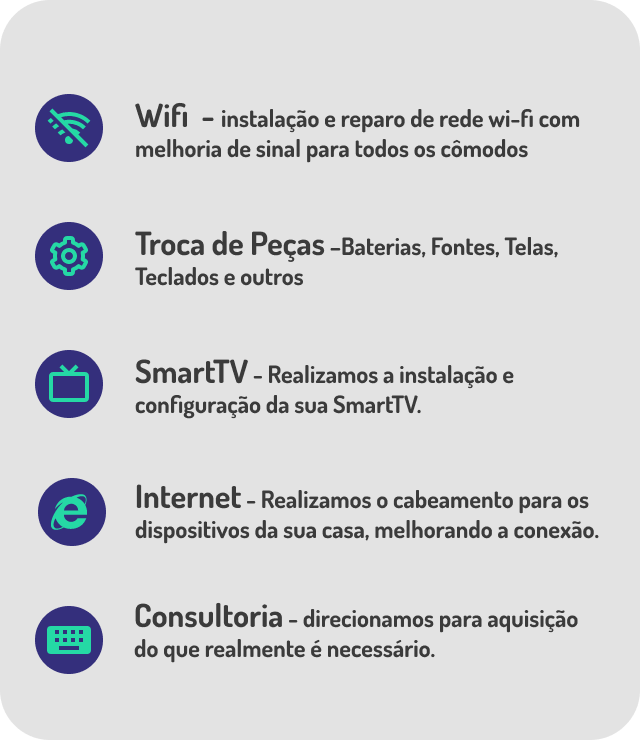 Wifi - instalação e reparo de rede wi-fi com
melhoria de sinal para todos os cômodos
Troca de Peças -Baterias, Fontes, Telas,
Teclados e outros
SmartTV - Realizamos a instalação e
configuração da sua SmartTV.
Internet - Realizamos o cabeamento para os
dispositivos da sua casa, melhorando a conexão.
Consultoria - direcionamos para aquisição
do que realmente é necessário.